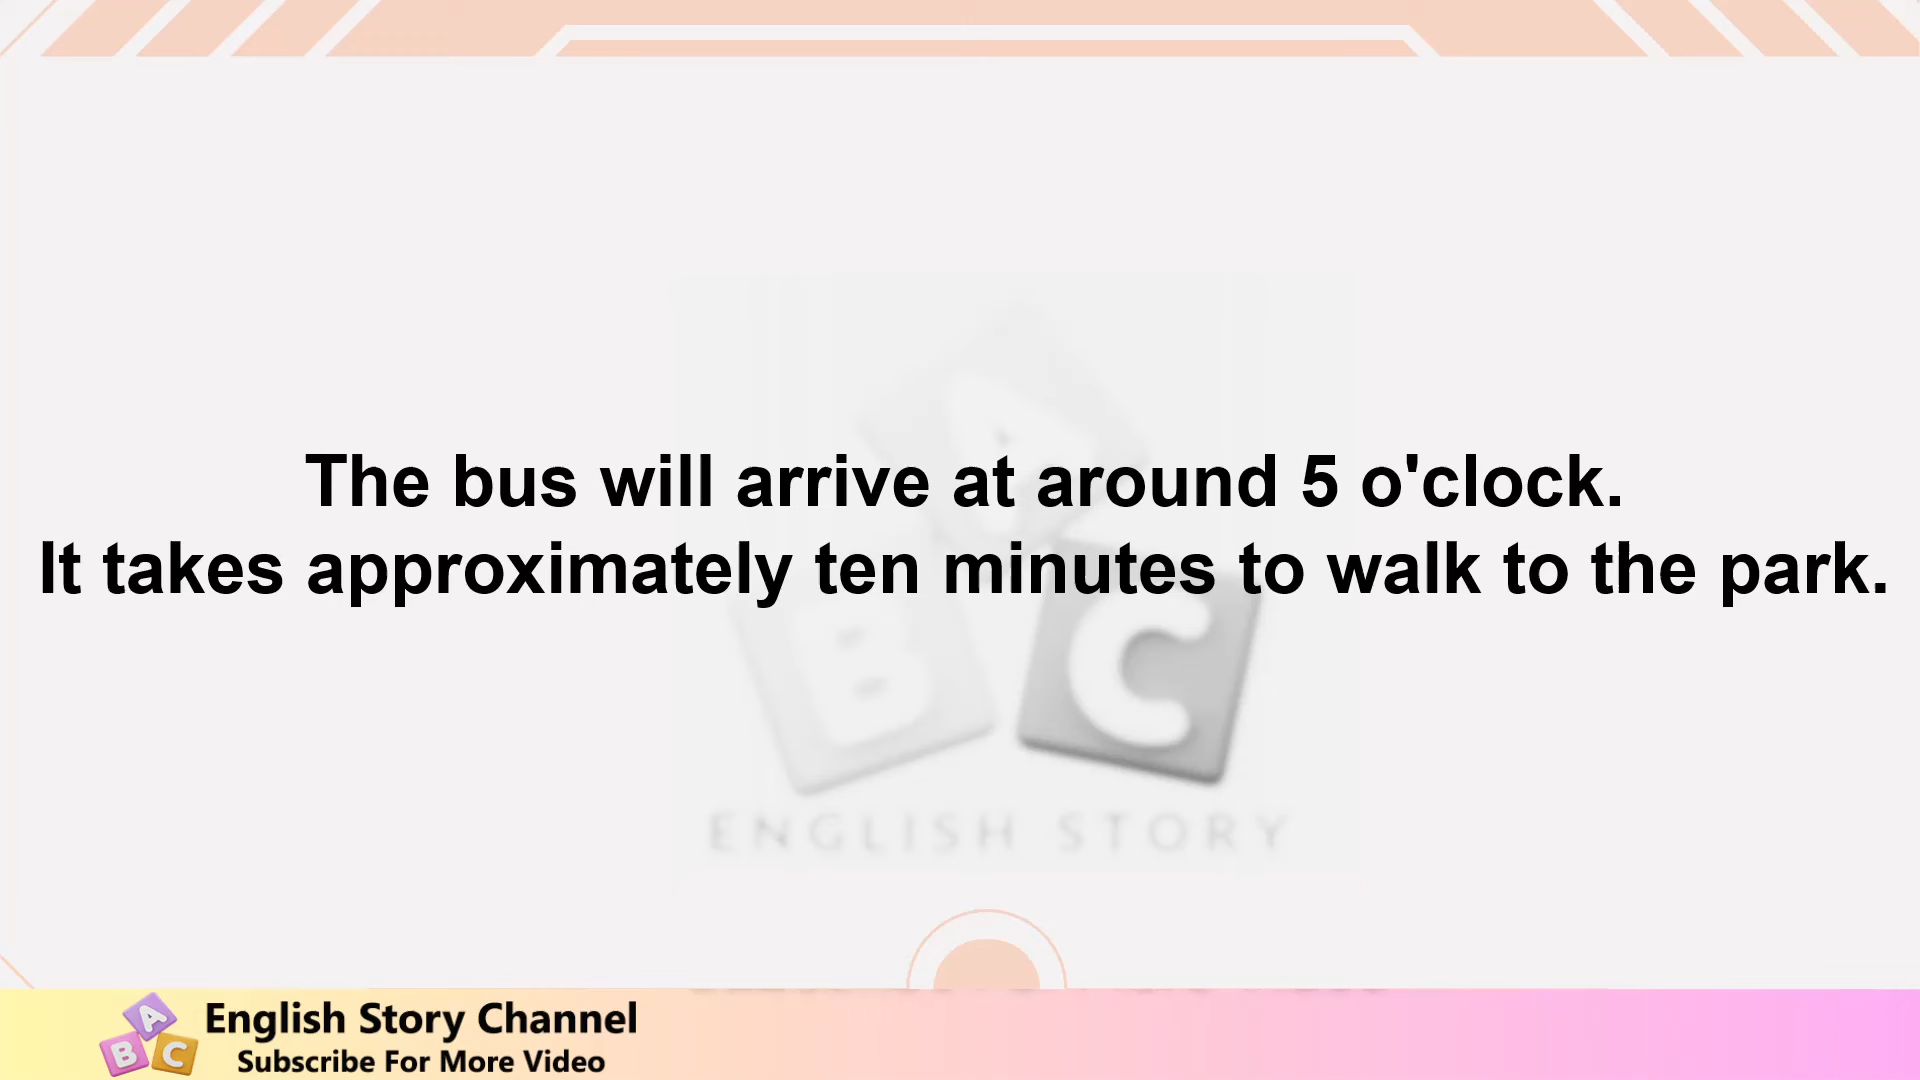 The bus will arrive at around 5 o'clock.
It takes approximately ten minutes to walk to the park.
A
B
C
ENGLISH STORY
A
B
C
English Story Channel
Subscribe For More Video